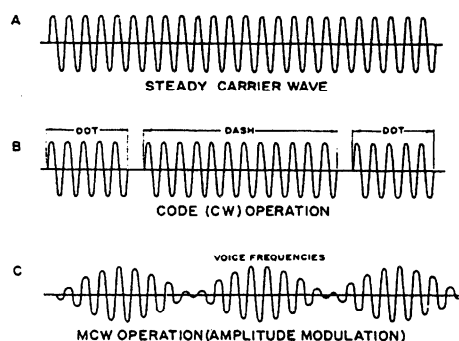 A
STEADY CARRIER WAVE
DOT DASH DOT
B
CODE (CW) OPERATION
VOICE FREQUENCIES
C
MCW OPERATION (AMPLITUDE MODULATION)